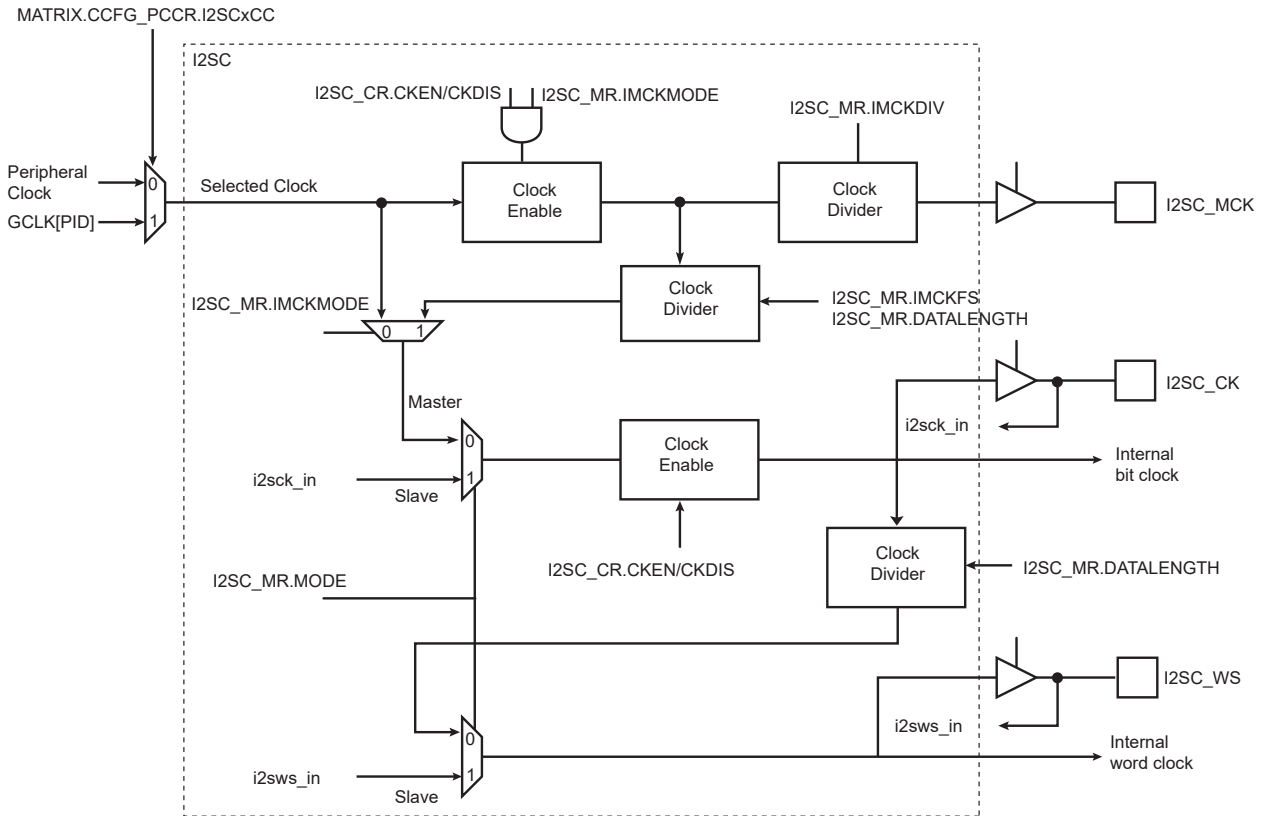 MATRIX.CCFG_PCCR.I2SCxCC
I2SC
I2SC_CR.CKEN/CKDIS
I2SC_MR.IMCKMODE
I2SC_MR.IMCKDIV
Peripheral
Clock
0
GCLK[PID]
1
Selected Clock
Clock
Enable
Clock
Divider
I2SC_MCK
Clock
Divider
I2SC_MR.IMCKFS
I2SC_MR.DATALENGTH
I2SC_MR.IMCKMODE
0 1
I2SC_CK
i2sck_in
Master
0
Clock
Enable
Internal
bit clock
i2sck_in
1
Slave
I2SC_CR.CKEN/CKDIS
I2SC_MR.MODE
Clock
Divider
I2SC_MR.DATALENGTH
I2SC_WS
i2sws_in
0
Internal
word clock
i2sws_in
1
Slave